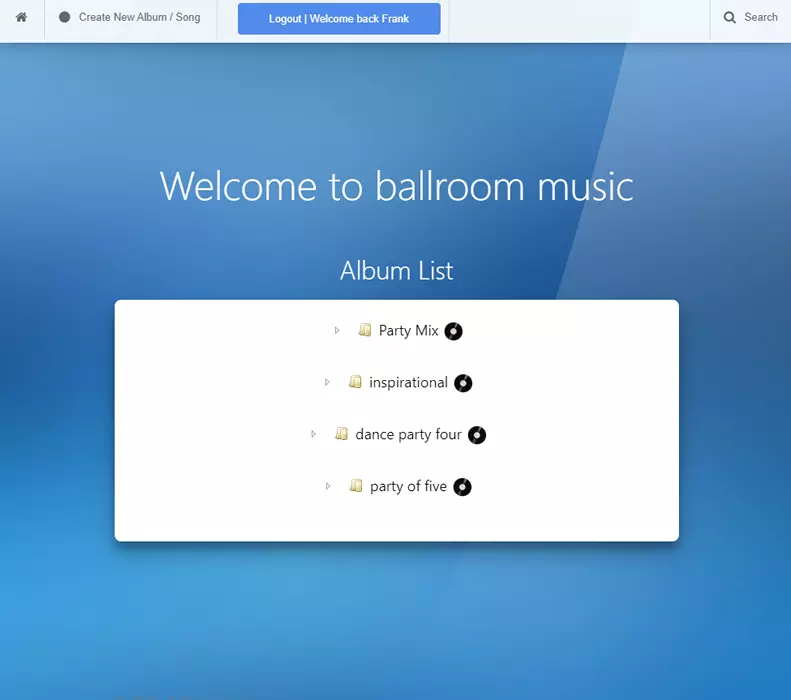 Create New Album / Song
Logout | Welcome back Frank
Search
Welcome to ballroom music
Album List
Party Mix
inspirational
dance party four
party of five